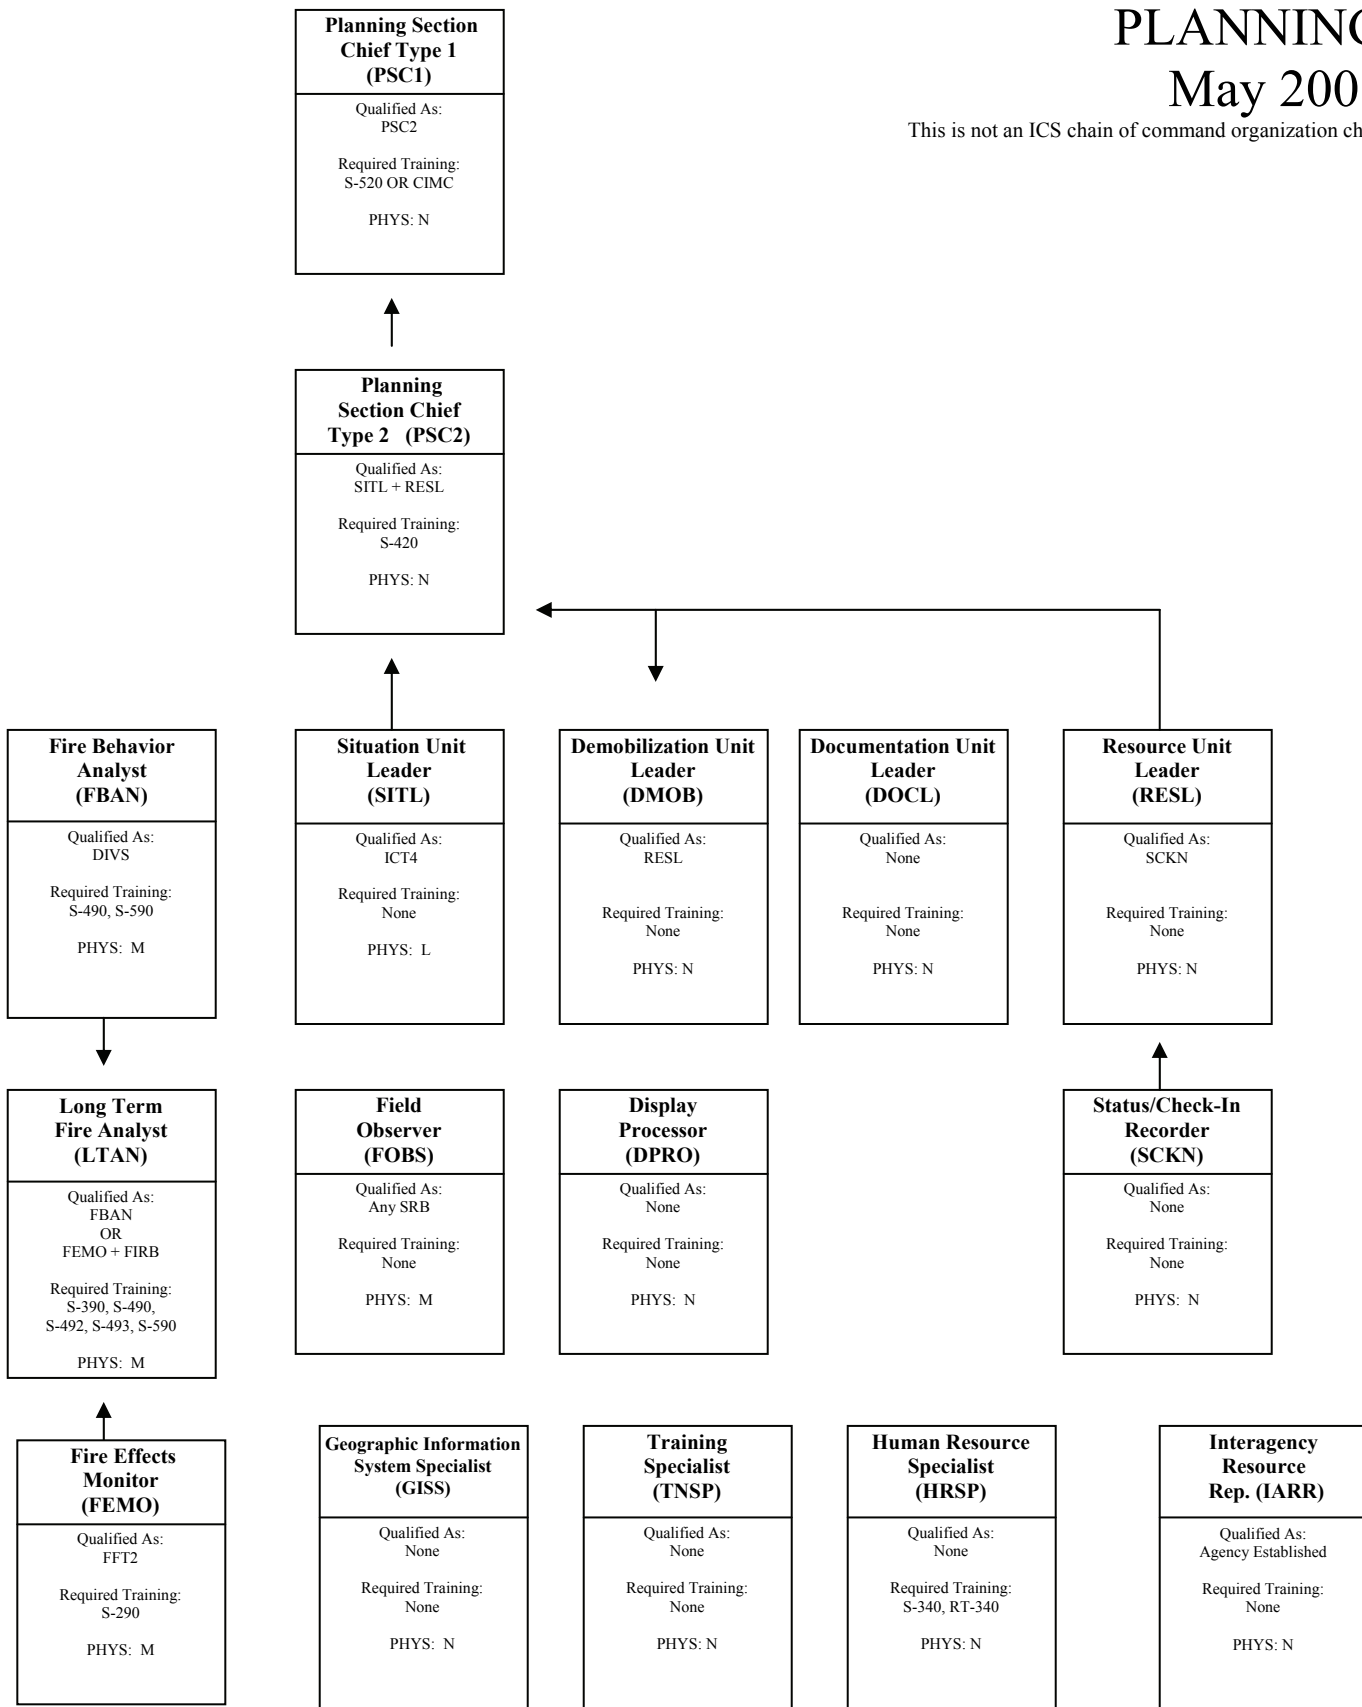 PLANNING
May 200
This is not an ICS chain of command organization ch
Planning Section
Chief Type 1
(PSC1)
Qualified As:
PSC2
Required Training:
S-520 OR CIMC
PHYS: N
Planning
Section Chief
Type 2 (PSC2)
Qualified As:
SITL + RESL
Required Training:
S-420
PHYS: N
Fire Behavior
Analyst
(FBAN)
Qualified As:
DIVS
Required Training:
S-490, S-590
PHYS: M
Situation Unit
Leader
(SITL)
Qualified As:
ICT4
Required Training:
None
PHYS: L
Demobilization Unit
Leader
(DMOB)
Qualified As:
RESL
Required Training:
None
PHYS: N
Documentation Unit
Leader
(DOCL)
Qualified As:
None
Required Training:
None
PHYS: N
Resource Unit
Leader
(RESL)
Qualified As:
SCKN
Required Training:
None
PHYS: N
Long Term
Fire Analyst
(LTAN)
Qualified As:
FBAN
OR
FEMO + FIRB
Required Training:
S-390, S-490,
S-492, S-493, S-590
PHYS: M
Field
Observer
(FOBS)
Qualified As:
Any SRB
Required Training:
None
PHYS: M
Display
Processor
(DPRO)
Qualified As:
None
Required Training:
None
PHYS: N
Status/Check-In
Recorder
(SCKN)
Qualified As:
None
Required Training:
None
PHYS: N
Fire Effects
Monitor
(FEMO)
Qualified As:
FFT2
Required Training:
S-290
PHYS: M
Geographic Information
System Specialist
(GISS)
Qualified As:
None
Required Training:
None
PHYS: N
Training
Specialist
(TNSP)
Qualified As:
None
Required Training:
None
PHYS: N
Human Resource
Specialist
(HRSP)
Qualified As:
None
Required Training:
S-340, RT-340
PHYS: N
Interagency
Resource
Rep. (IARR)
Qualified As:
Agency Established
Required Training:
None
PHYS: N